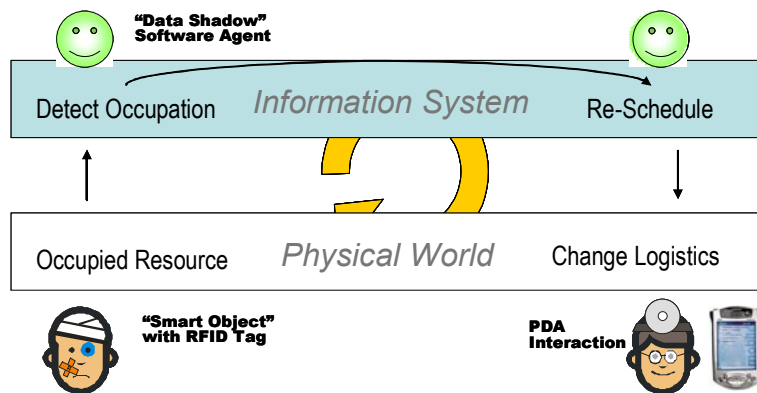 “Data Shadow”
Software Agent
Detect Occupation
Information System
Re-Schedule
Occupied Resource
Physical World
Change Logistics
“Smart Object”
with RFID Tag
PDA
Interaction